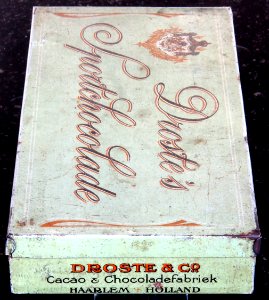 Droste's
Sportchocolade
DROSTE & Co
Cacao & Chocoladefabriek
HAARLEM - HOLLAND